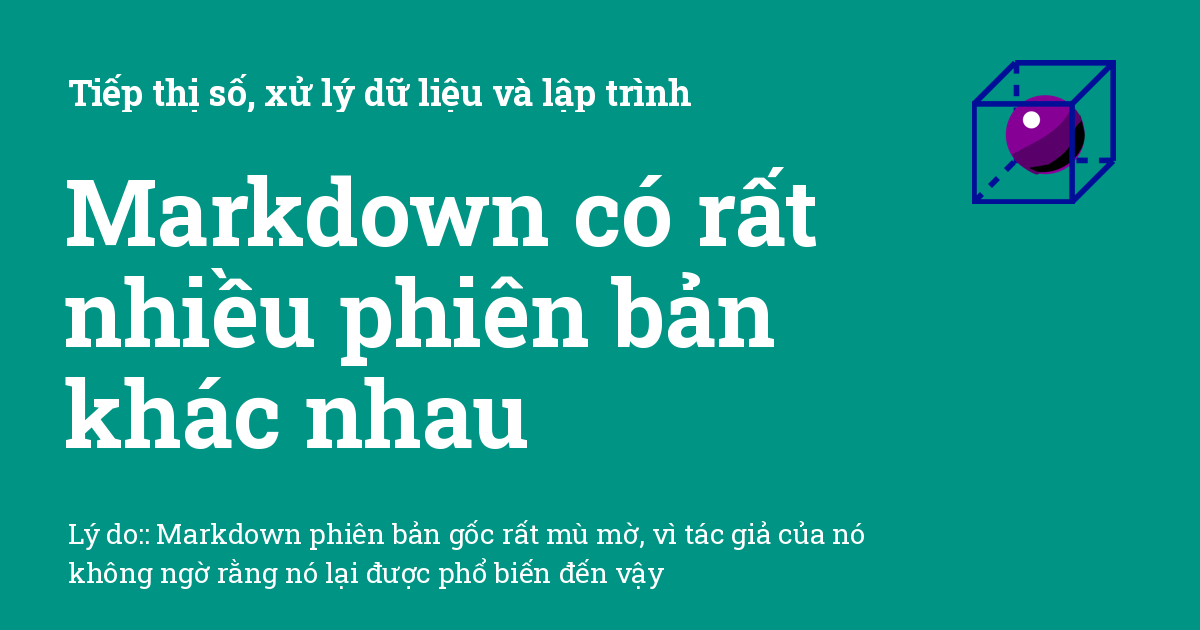 Tiếp thị số, xử lý dữ liệu và lập trình
Markdown có rất
nhiều phiên bản
khác nhau
Lý do:: Markdown phiên bản gốc rất mù mờ, vì tác giả của nó
không ngờ rằng nó lại được phổ biến đến vậy